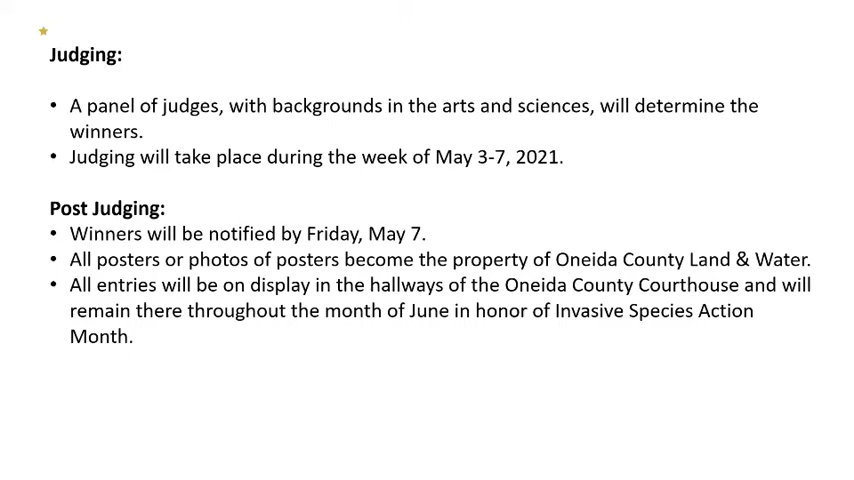 Judging:
• A panel of judges, with backgrounds in the arts and sciences, will determine the
winners.
• Judging will take place during the week of May 3-7, 2021.
Post Judging:
• Winners will be notified by Friday, May 7.
• All posters or photos of posters become the property of Oneida County Land & Water.
• All entries will be on display in the hallways of the Oneida County Courthouse and will
remain there throughout the month of June in honor of Invasive Species Action
Month.